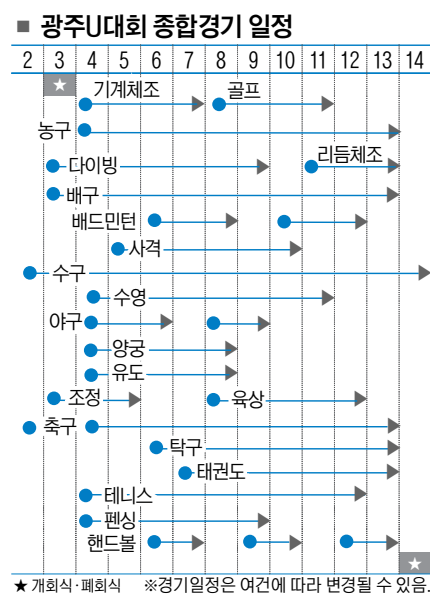 ■ 광주U대회 종합경기 일정
2 3 4 5 6 7 8 9 10 11 12 13 14
★
기계체조 골프
농구
다이빙 리듬체조
배구
배드민턴
사격
수구
수영
야구
양궁
유도
조정 육상
축구
탁구
태권도
테니스
펜싱
핸드볼
★
★ 개회식·폐회식 ※경기일정은 여건에 따라 변경될 수 있음.